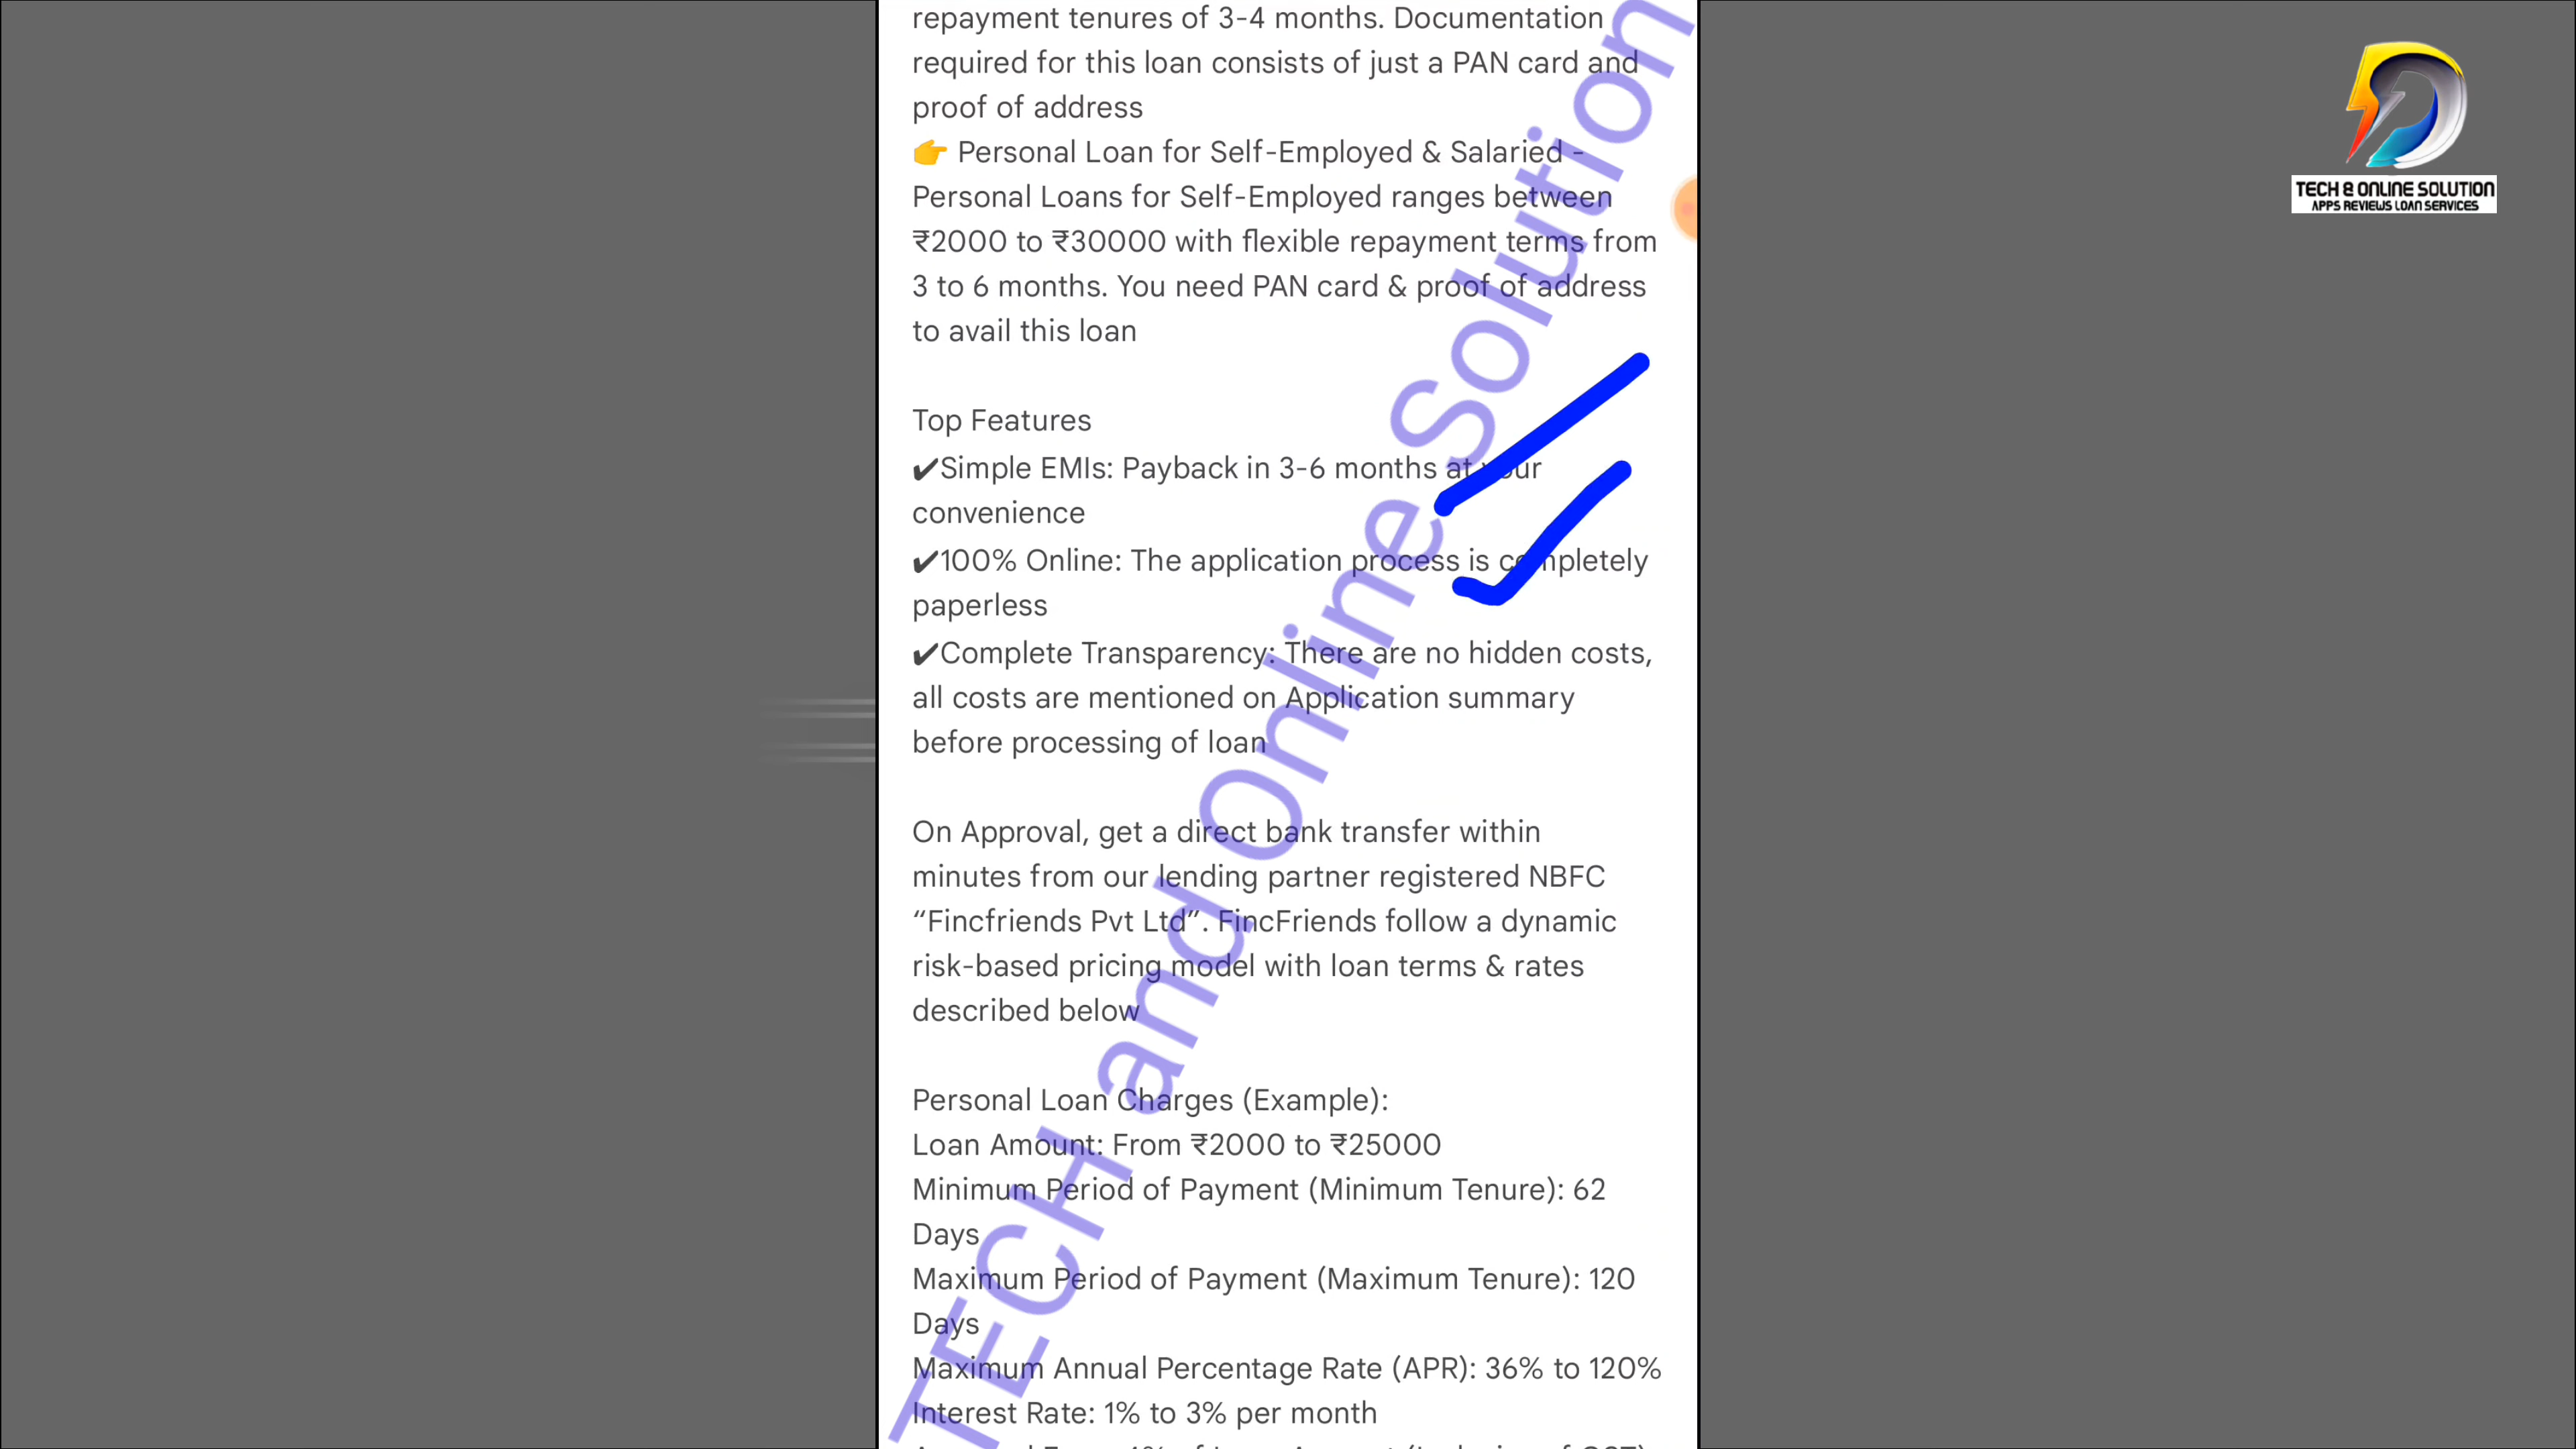 repayment tenures of 3-4 months. Documentation
required for this loan consists of just a PAN card and
proof of address
👉 Personal Loan for Self-Employed & Salaried -
Personal Loans for Self-Employed ranges between
₹2000 to ₹30000 with flexible repayment terms from
3 to 6 months. You need PAN card & proof of address
to avail this loan
Top Features
✔Simple EMIs: Payback in 3-6 months at your
convenience
✔100% Online: The application process is completely
paperless
✔Complete Transparency: There are no hidden costs,
all costs are mentioned on Application summary
before processing of loan
On Approval, get a direct bank transfer within
minutes from our lending partner registered NBFC
“Fincfriends Pvt Ltd”. FincFriends follow a dynamic
risk-based pricing model with loan terms & rates
described below
Personal Loan Charges (Example):
Loan Amount: From ₹2000 to ₹25000
Minimum Period of Payment (Minimum Tenure): 62
Days
Maximum Period of Payment (Maximum Tenure): 120
Days
Maximum Annual Percentage Rate (APR): 36% to 120%
Interest Rate: 1% to 3% per month
TECH and Online Solution
TECH & ONLINE SOLUTION
APPS REVIEWS LOAN SERVICES